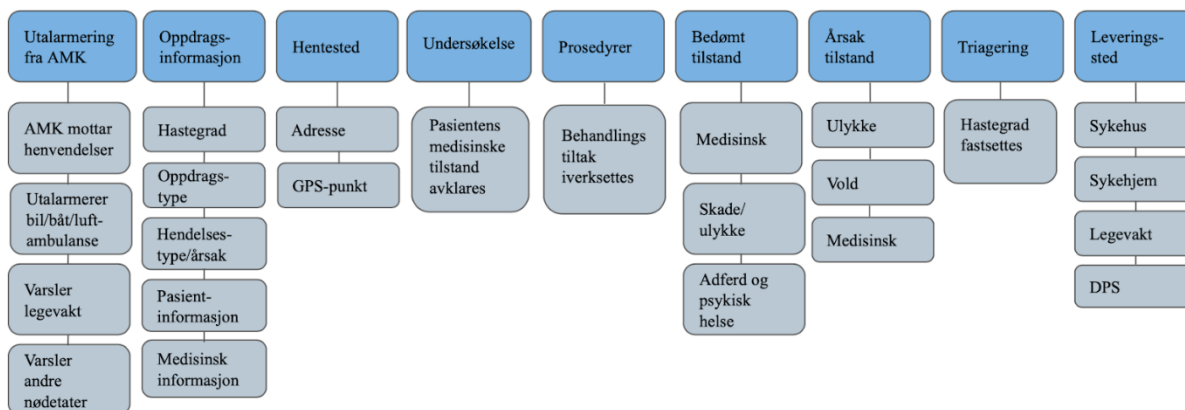 Utalarmering
fra AMK
AMK mottar
henvendelser
Utalarmerer
bil/båt/luft-
ambulanse
Varsler
legevakt
Varsler
andre
nødetater
Oppdrags-
informasjon
Hastegrad
Oppdrags-
type
Hendelses-
type/årsak
Pasient-
informasjon
Medisinsk
informasjon
Hentested
Adresse
GPS-punkt
Undersøkelse
Pasientens
medisinske
tilstand
avklares
Prosedyrer
Behandlings
tiltak
iverksettes
Bedømt
tilstand
Medisinsk
Skade/
ulykke
Adferd og
psykisk
helse
Årsak
tilstand
Ulykke
Vold
Medisinsk
Triagering
Hastegrad
fastsettes
Leverings-
sted
Sykehus
Sykehjem
Legevakt
DPS